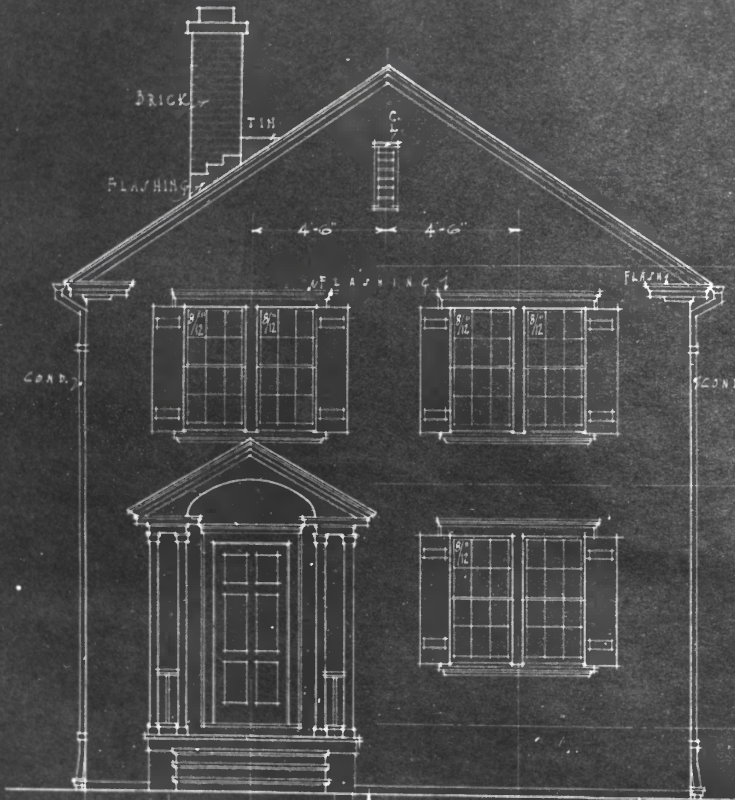 BRICK
TIN
C
L
FLASHING
4'-6" 4'-6"
FLASHING
FLASH
8/12 8/12 8/12 8/12
COND.
COND
8/12